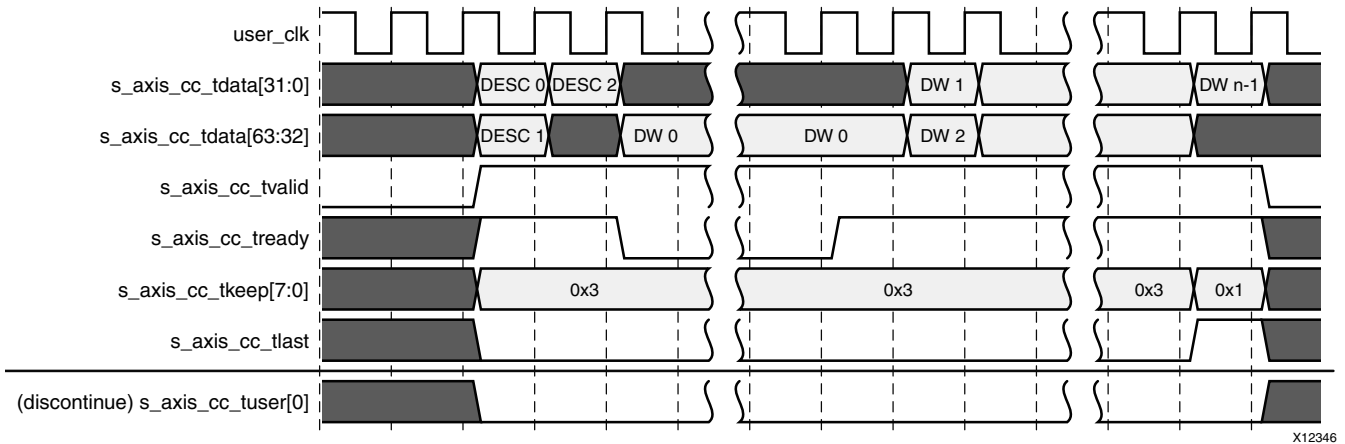 user_clk
s_axis_cc_tdata[31:0] DESC 0 DESC 2 DW 1 DW n-1
s_axis_cc_tdata[63:32] DESC 1 DW 0 DW 0 DW 2
s_axis_cc_tvalid
s_axis_cc_tready
s_axis_cc_tkeep[7:0] 0x3 0x3 0x3 0x1
s_axis_cc_tlast
(discontinue) s_axis_cc_tuser[0]
X12346